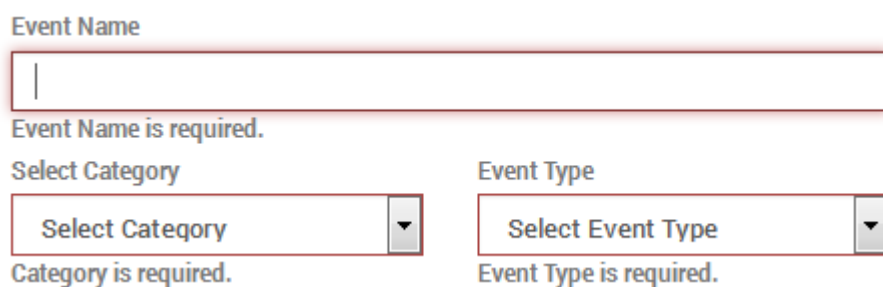 Event Name
Event Name is required.
Select Category Event Type
Select Category Select Event Type
Category is required. Event Type is required.